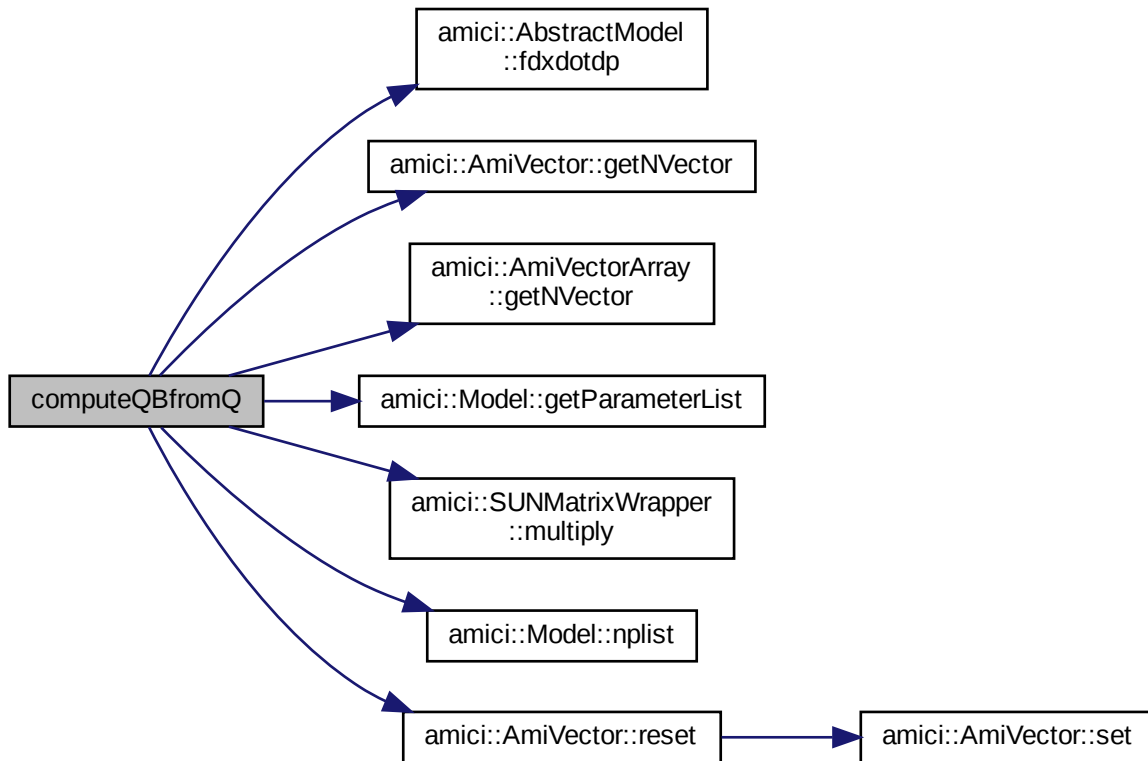 amici::AbstractModel
::fdxdotdp
amici::AmiVector::getNVector
amici::AmiVectorArray
::getNVector
computeQBfromQ
amici::Model::getParameterList
amici::SUNMatrixWrapper
::multiply
amici::Model::nplist
amici::AmiVector::reset
amici::AmiVector::set